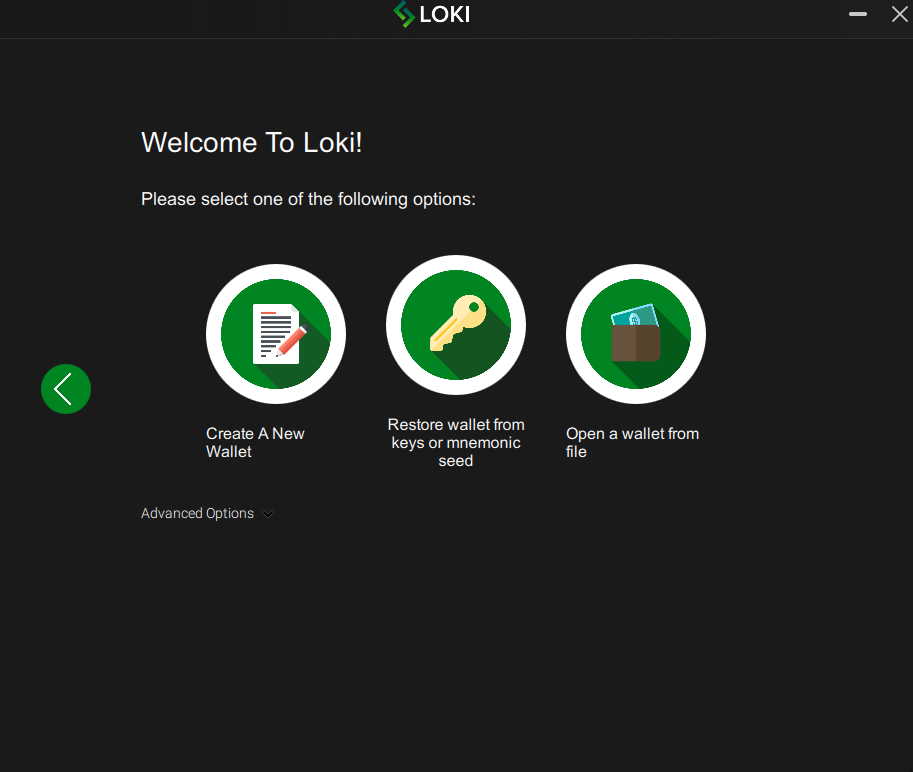 LOKI
Welcome To Loki!
Please select one of the following options:
Create A New
Wallet
Restore wallet from
keys or mnemonic
seed
Open a wallet from
file
Advanced Options